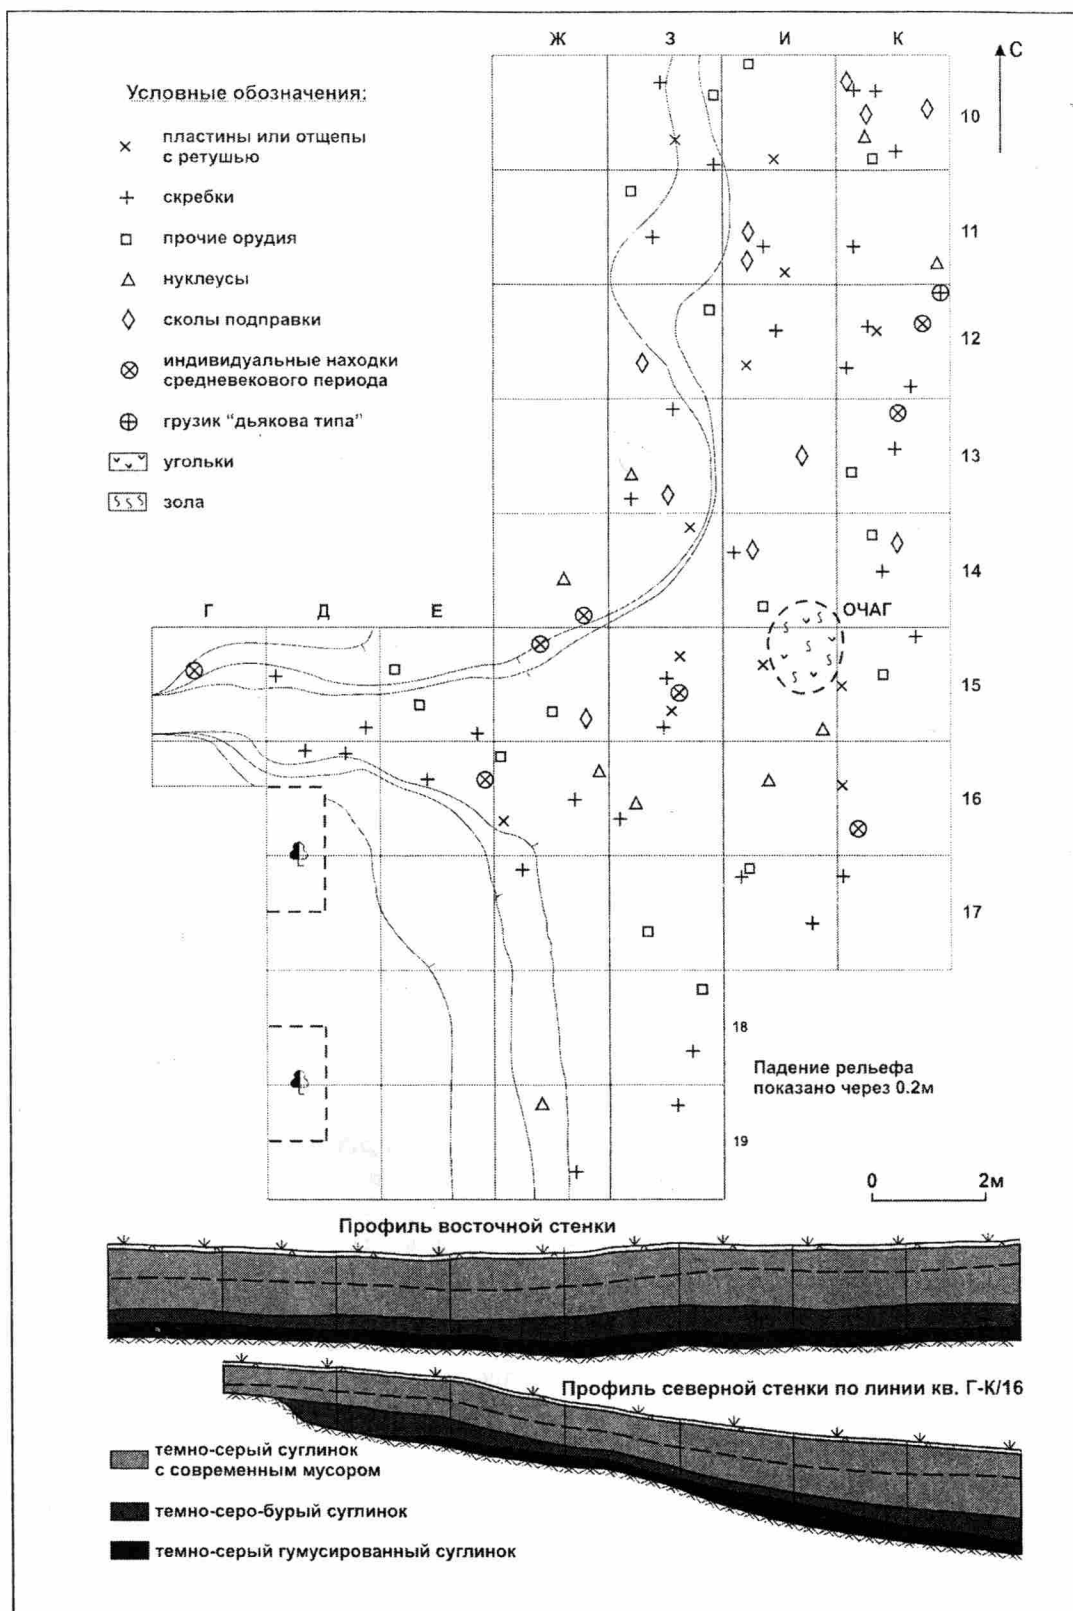 Ж З И К
С
Условные обозначения:
пластины или отщепы
с ретушью
10
скребки
прочие орудия
11
нуклеусы
сколы подправки
12
индивидуальные находки
средневекового периода
грузик “дьякова типа”
13
угольки
зола
14
Г Д Е
ОЧАГ
15
16
17
18
Падение рельефа
показано через 0.2м
19
0 2м
Профиль восточной стенки
Профиль северной стенки по линии кв. Г-К/16
темно-серый суглинок
с современным мусором
темно-серо-бурый суглинок
темно-серый гумусированный суглинок